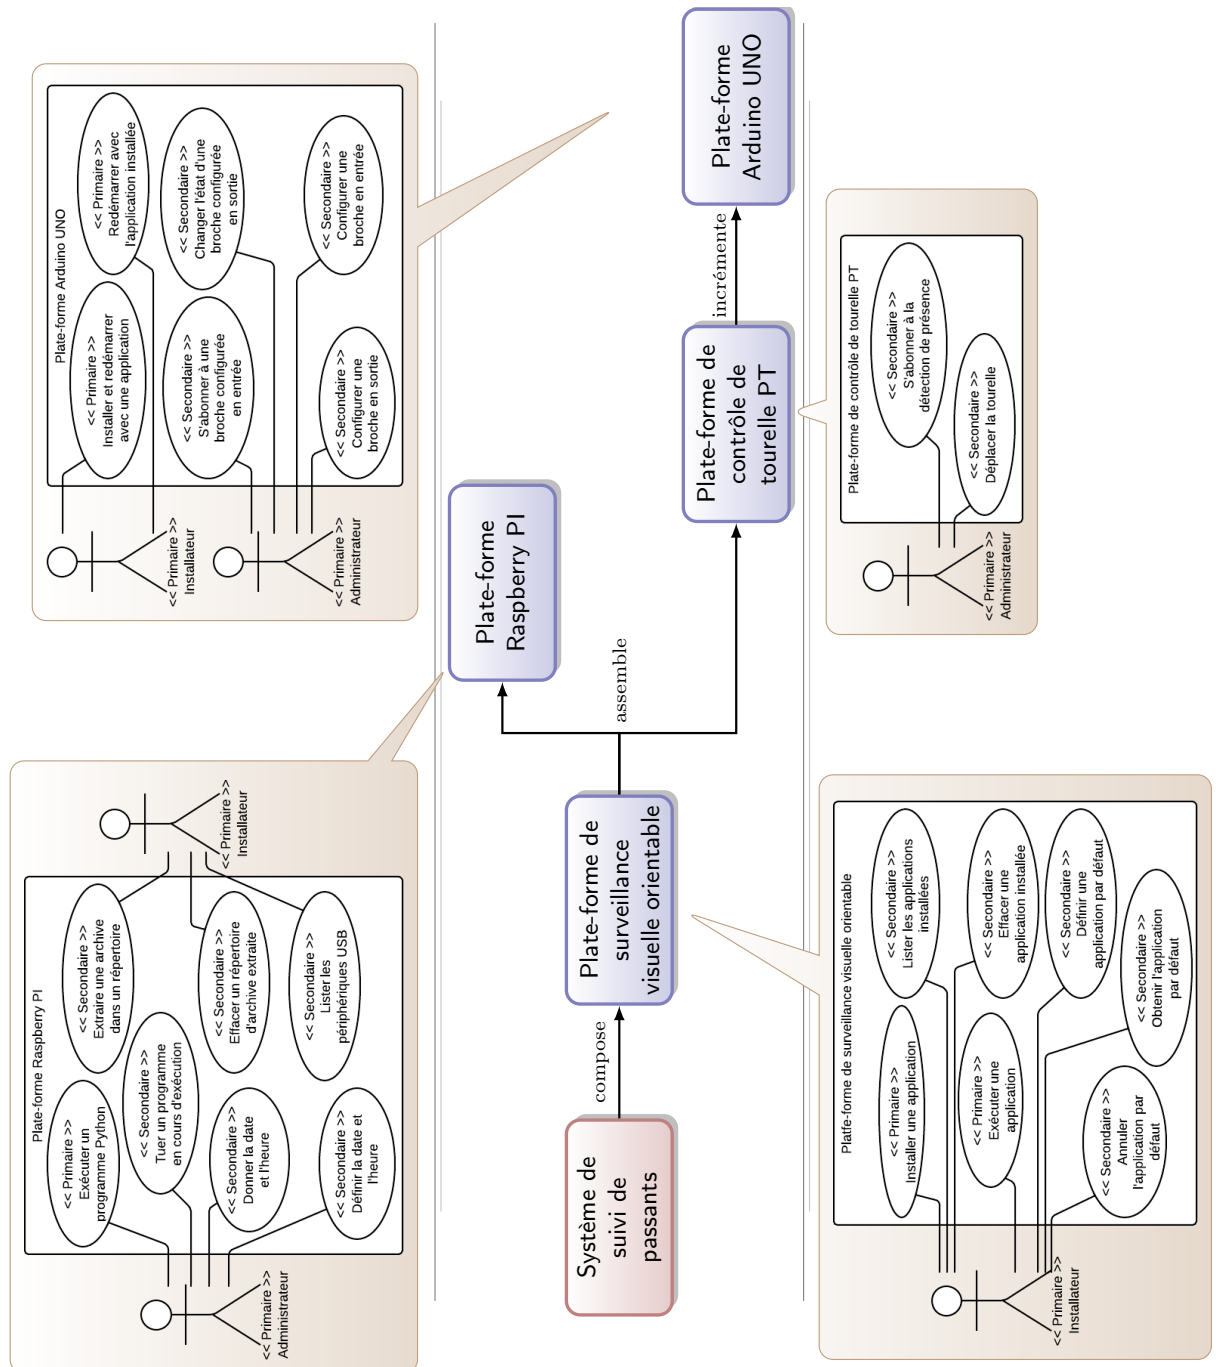 Plate-forme Raspberry PI
<< Primaire >>
Exécuter un
programme Python
<< Secondaire >>
Extraire une archive
dans un répertoire
<< Secondaire >>
Tuer un programme
en cours d'exécution
<< Secondaire >>
Effacer un répertoire
d'archive extraite
<< Secondaire >>
Donner la date
et l'heure
<< Secondaire >>
Lister les
périphériques USB
<< Secondaire >>
Définir la date et
l'heure
<< Primaire >>
Administrateur
<< Primaire >>
Installateur
Plate-forme Arduino UNO
<< Primaire >>
Installer et redémarrer
avec une application
<< Primaire >>
Redémarrer avec
l'application installée
<< Secondaire >>
S'abonner à une
broche configurée
en entrée
<< Secondaire >>
Changer l'état d'une
broche configurée
en sortie
<< Secondaire >>
Configurer une
broche en sortie
<< Secondaire >>
Configurer une
broche en entrée
<< Primaire >>
Installateur
<< Primaire >>
Administrateur
Système de
suivi de
passants
compose
Plate-forme de
surveillance
visuelle orientable
assemble
Plate-forme
Raspberry PI
Plate-forme de
contrôle de
tourelle PT
incrémente
Plate-forme
Arduino UNO
Platfe-forme de surveillance visuelle orientable
<< Primaire >>
Installer une application
<< Secondaire >>
Lister les applications
installées
<< Primaire >>
Exécuter une
application
<< Secondaire >>
Effacer une
application installée
<< Secondaire >>
Définir une
application par défaut
<< Secondaire >>
Annuler
l'application par
défaut
<< Secondaire >>
Obtenir l'application
par défaut
<< Primaire >>
Installateur
Plate-forme de contrôle de tourelle PT
<< Secondaire >>
S'abonner à la
détection de présence
<< Secondaire >>
Déplacer la tourelle
<< Primaire >>
Administrateur